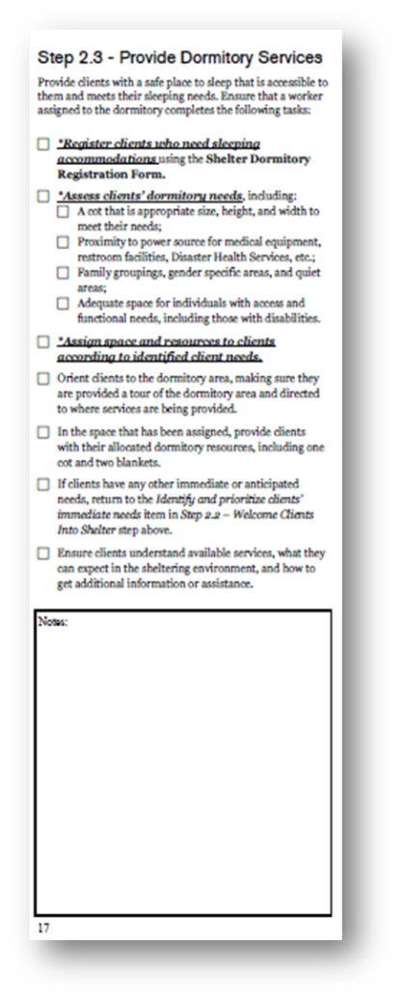 Step 2.3 - Provide Dormitory Services
Provide clients with a safe place to sleep that is accessible to
them and meets their sleeping needs. Ensure that a worker
assigned to the dormitory completes the following tasks:
*Register clients who need sleeping
accommodations using the Shelter Dormitory
Registration Form.
*Assess clients' dormitory needs, including:
A cot that is appropriate size, height, and width to
meet their needs;
Proximity to power source for medical equipment,
restroom facilities, Disaster Health Services, etc.;
Family groupings, gender specific areas, and quiet
areas;
Adequate space for individuals with access and
functional needs, including those with disabilities.
*Assign space and resources to clients
according to identified client needs.
Orient clients to the dormitory area, making sure they
are provided a tour of the dormitory area and directed
to where services are being provided.
In the space that has been assigned, provide clients
with their allocated dormitory resources, including one
cot and two blankets.
If clients have any other immediate or anticipated
needs, return to the Identify and prioritize clients'
immediate needs item in Step 2.2 – Welcome Clients
Into Shelter step above.
Ensure clients understand available services, what they
can expect in the sheltering environment, and how to
get additional information or assistance.
Notes:
17